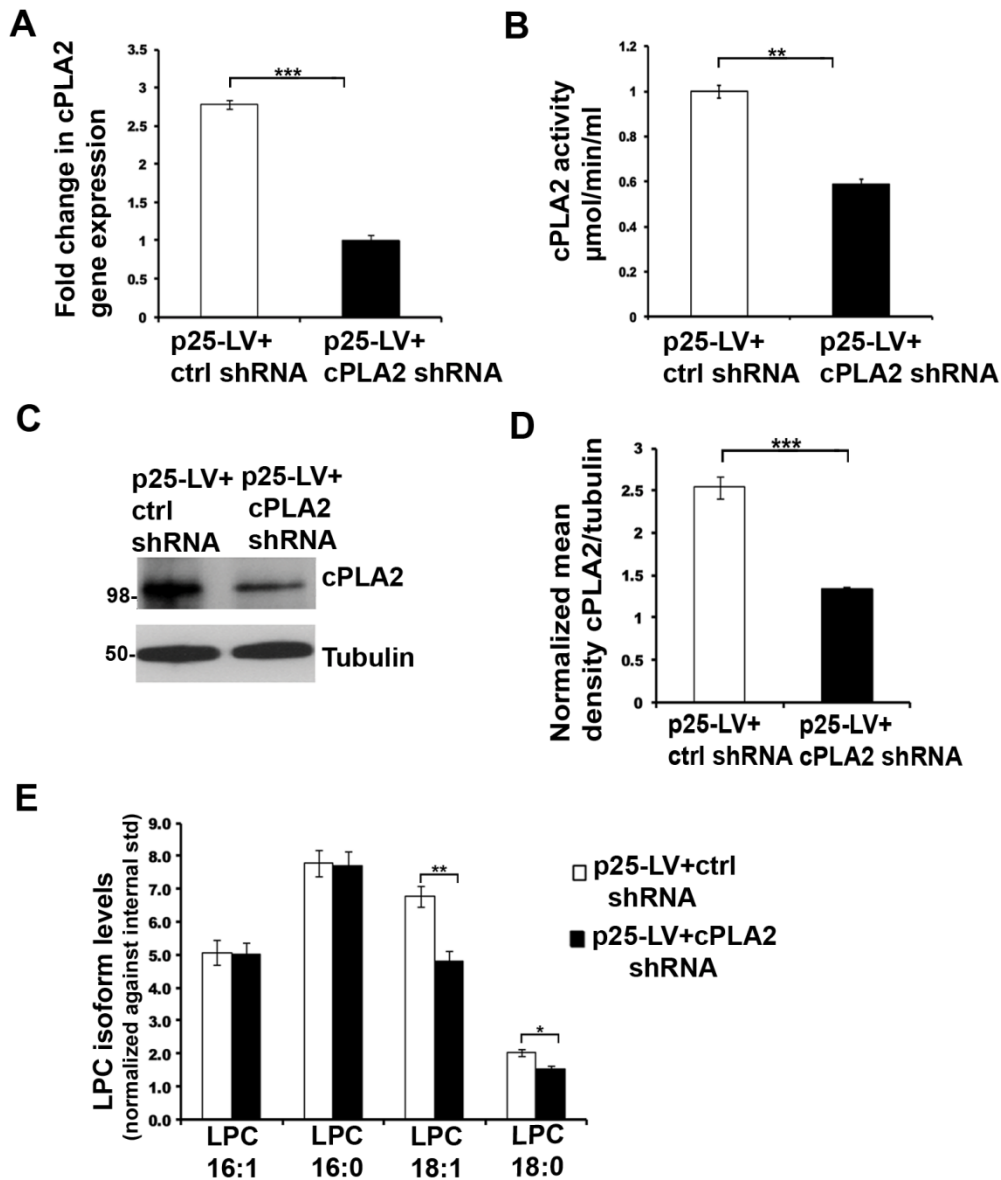 A
Fold change in cPLA2
gene expression
3.5
3
2.5
2
1.5
1
0.5
0
***
p25-LV+
ctrl shRNA
p25-LV+
cPLA2 shRNA
B
cPLA2 activity
µmol/min/ml
1.2
1
0.8
0.6
0.4
0.2
0
**
p25-LV+
ctrl shRNA
p25-LV+
cPLA2 shRNA
C
p25-LV+
ctrl
shRNA
p25-LV+
cPLA2
shRNA
98-
cPLA2
50-
Tubulin
D
Normalized mean
density cPLA2/tubulin
3
2.5
2
1.5
1
0.5
0
***
p25-LV+
ctrl shRNA
p25-LV+
cPLA2 shRNA
E
LPC isoform levels
(normalized against internal std)
9.0
8.0
7.0
6.0
5.0
4.0
3.0
2.0
1.0
0.0
**
*
LPC
16:1
LPC
16:0
LPC
18:1
LPC
18:0
p25-LV+ctrl
shRNA
p25-LV+cPLA2
shRNA